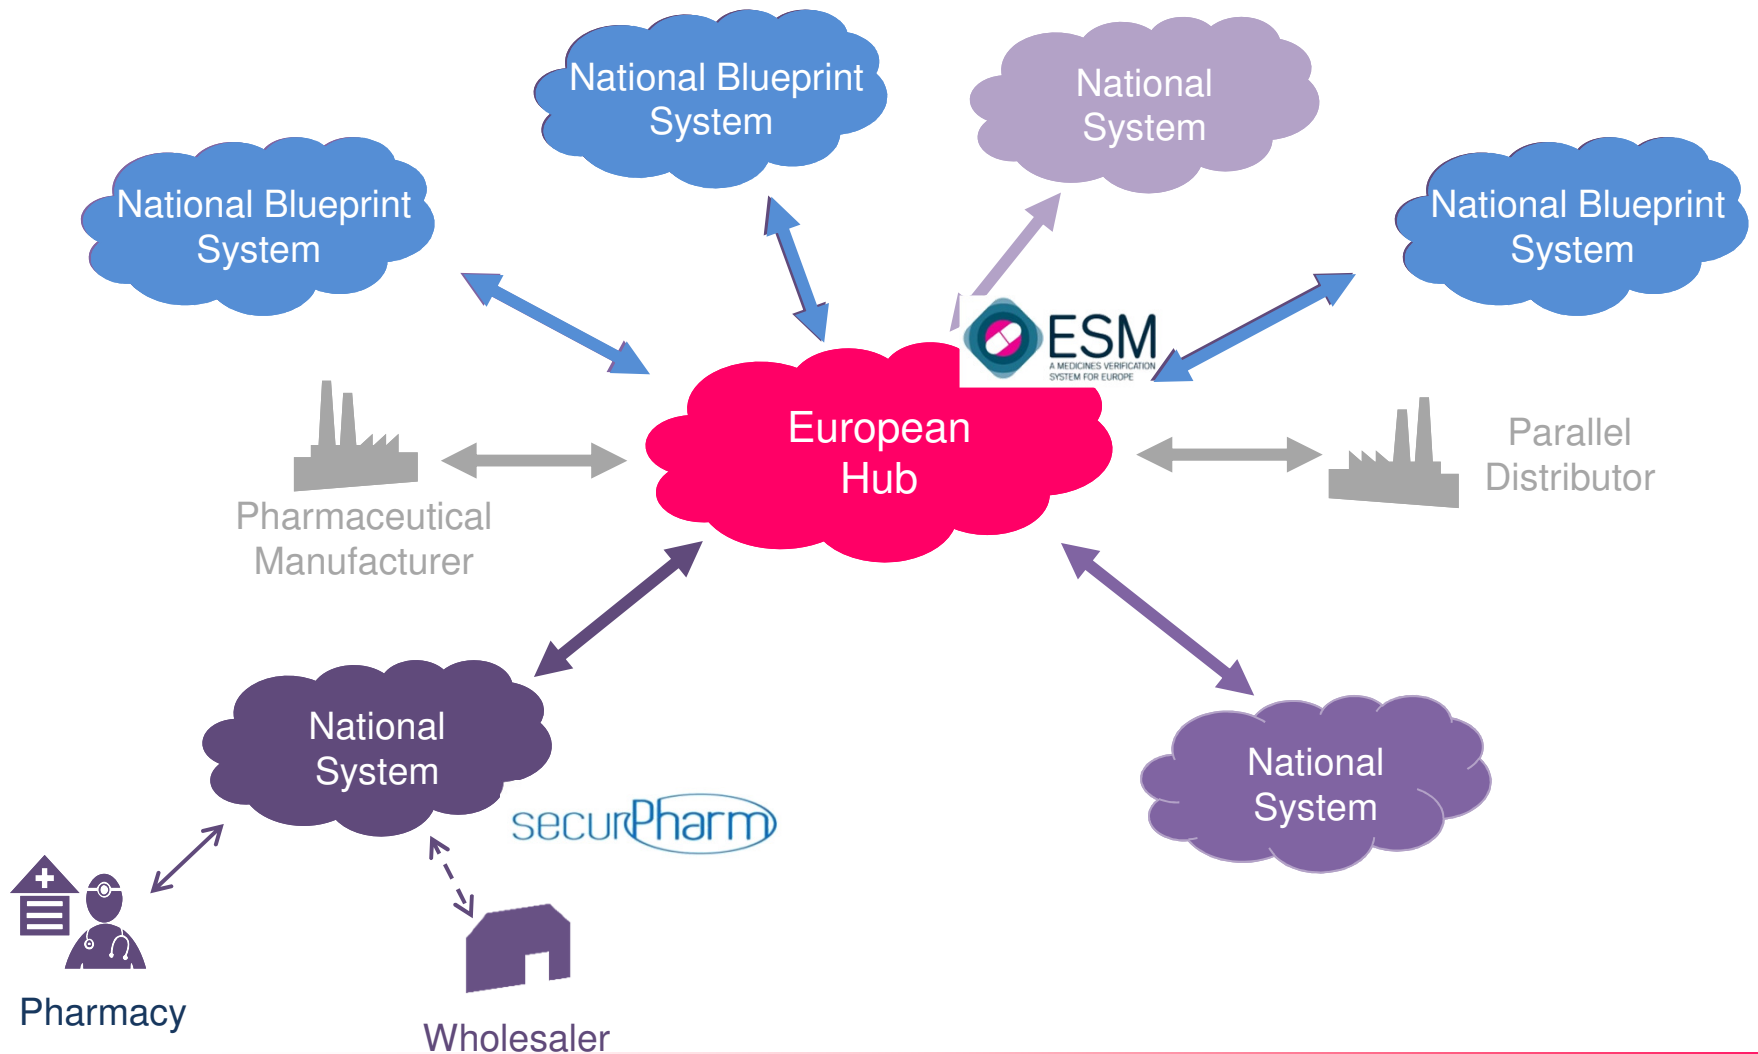 National Blueprint
System
National
System
National Blueprint
System
National Blueprint
System
ESM
A MEDICINES VERIFICATION
SYSTEM FOR EUROPE
European
Hub
Parallel
Distributor
Pharmaceutical
Manufacturer
National
System
National
System
securPharm
Pharmacy
Wholesaler